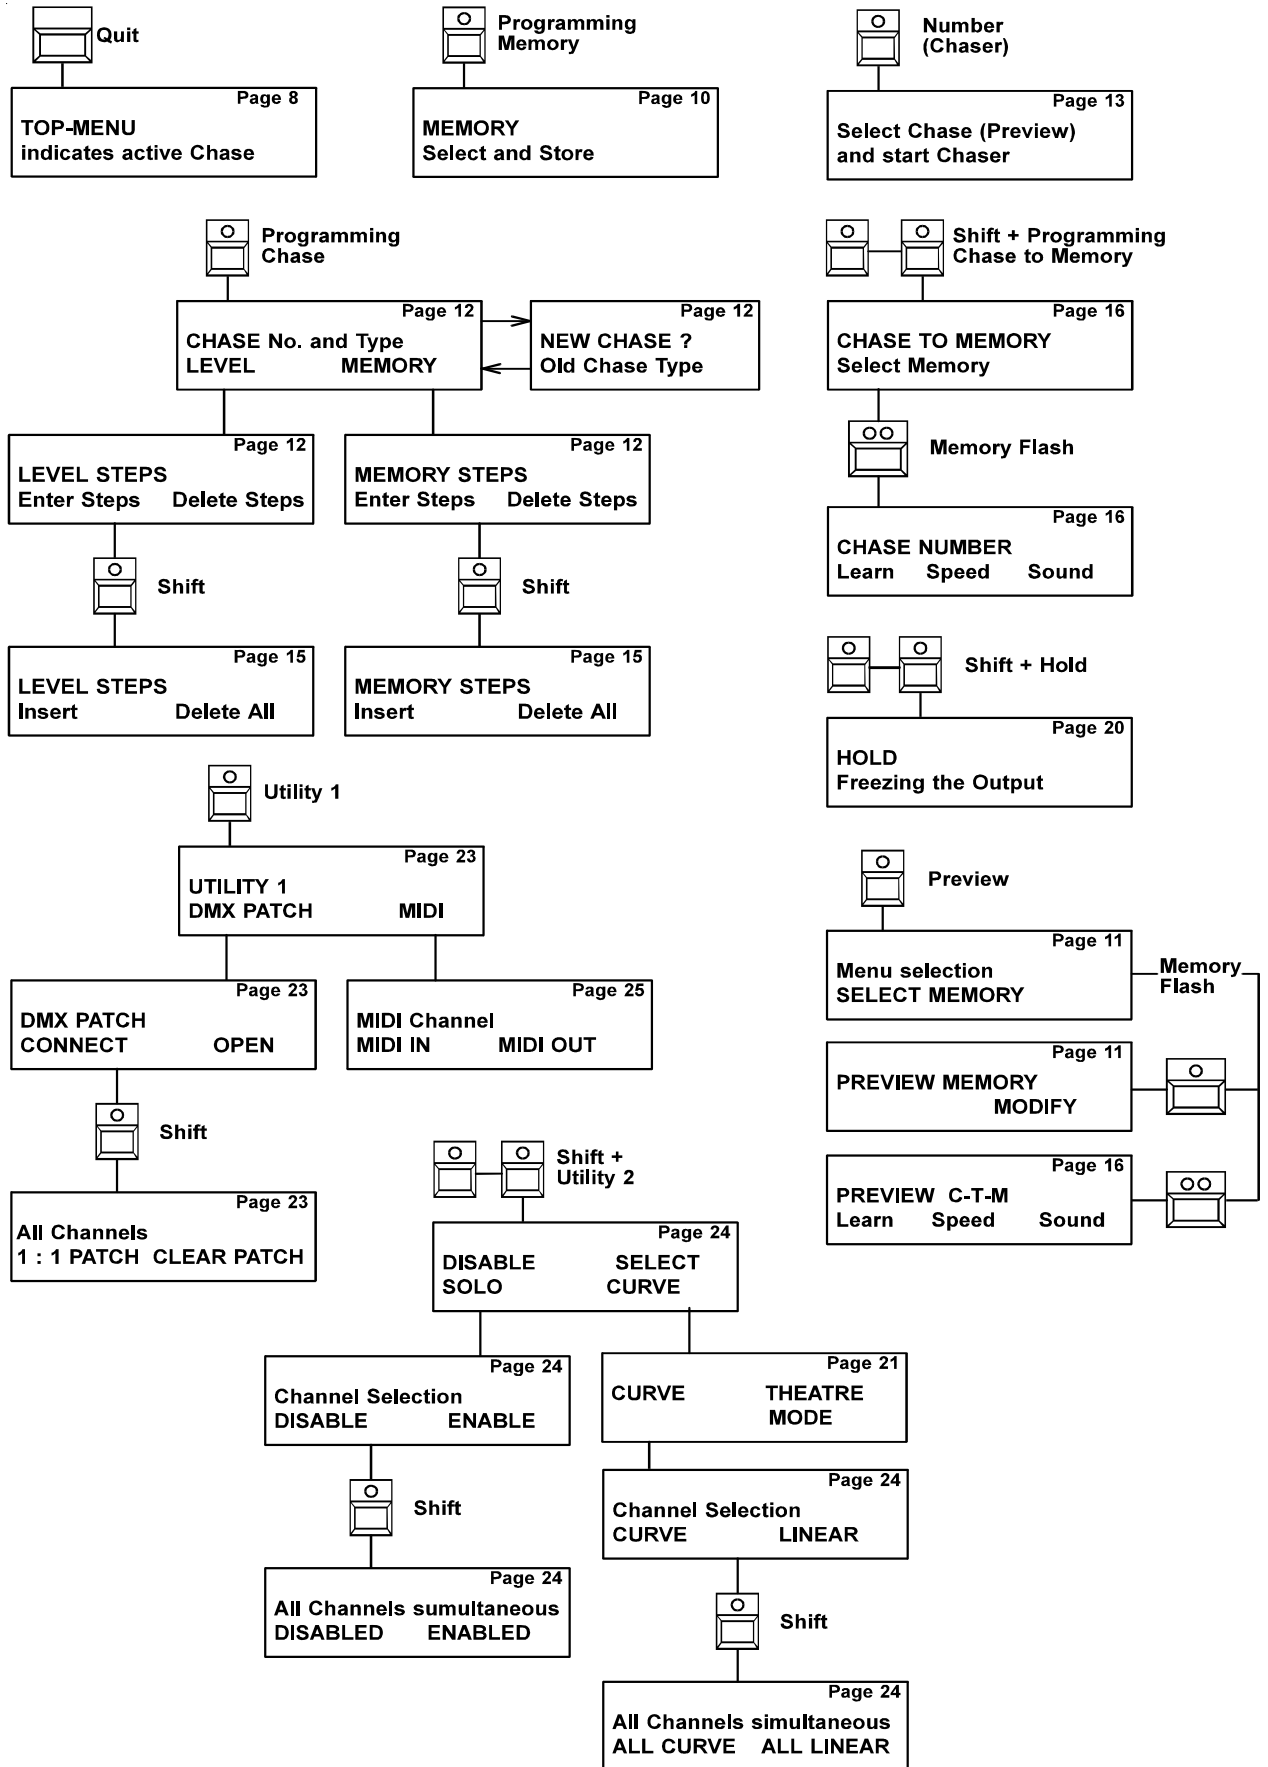 Quit
Page 8
TOP-MENU
indicates active Chase
Programming
Memory
Page 10
MEMORY
Select and Store
Number
(Chaser)
Page 13
Select Chase (Preview)
and start Chaser
Programming
Chase
Page 12
CHASE No. and Type
LEVEL MEMORY
Page 12
NEW CHASE ?
Old Chase Type
Shift + Programming
Chase to Memory
Page 16
CHASE TO MEMORY
Select Memory
Memory Flash
Page 16
CHASE NUMBER
Learn Speed Sound
Page 12
LEVEL STEPS
Enter Steps Delete Steps
Shift
Page 15
LEVEL STEPS
Insert Delete All
Page 12
MEMORY STEPS
Enter Steps Delete Steps
Shift
Page 15
MEMORY STEPS
Insert Delete All
Shift + Hold
Page 20
HOLD
Freezing the Output
Utility 1
Page 23
UTILITY 1
DMX PATCH MIDI
Page 23
DMX PATCH
CONNECT OPEN
Shift
Page 23
All Channels
1 : 1 PATCH CLEAR PATCH
Page 25
MIDI Channel
MIDI IN MIDI OUT
Preview
Page 11
Menu selection
SELECT MEMORY
Memory
Flash
Page 11
PREVIEW MEMORY
MODIFY
Page 16
PREVIEW C-T-M
Learn Speed Sound
Shift +
Utility 2
Page 24
DISABLE SELECT
SOLO CURVE
Page 24
Channel Selection
DISABLE ENABLE
Shift
Page 24
All Channels sumultaneous
DISABLED ENABLED
Page 21
CURVE THEATRE
MODE
Page 24
Channel Selection
CURVE LINEAR
Shift
Page 24
All Channels simultaneous
ALL CURVE ALL LINEAR